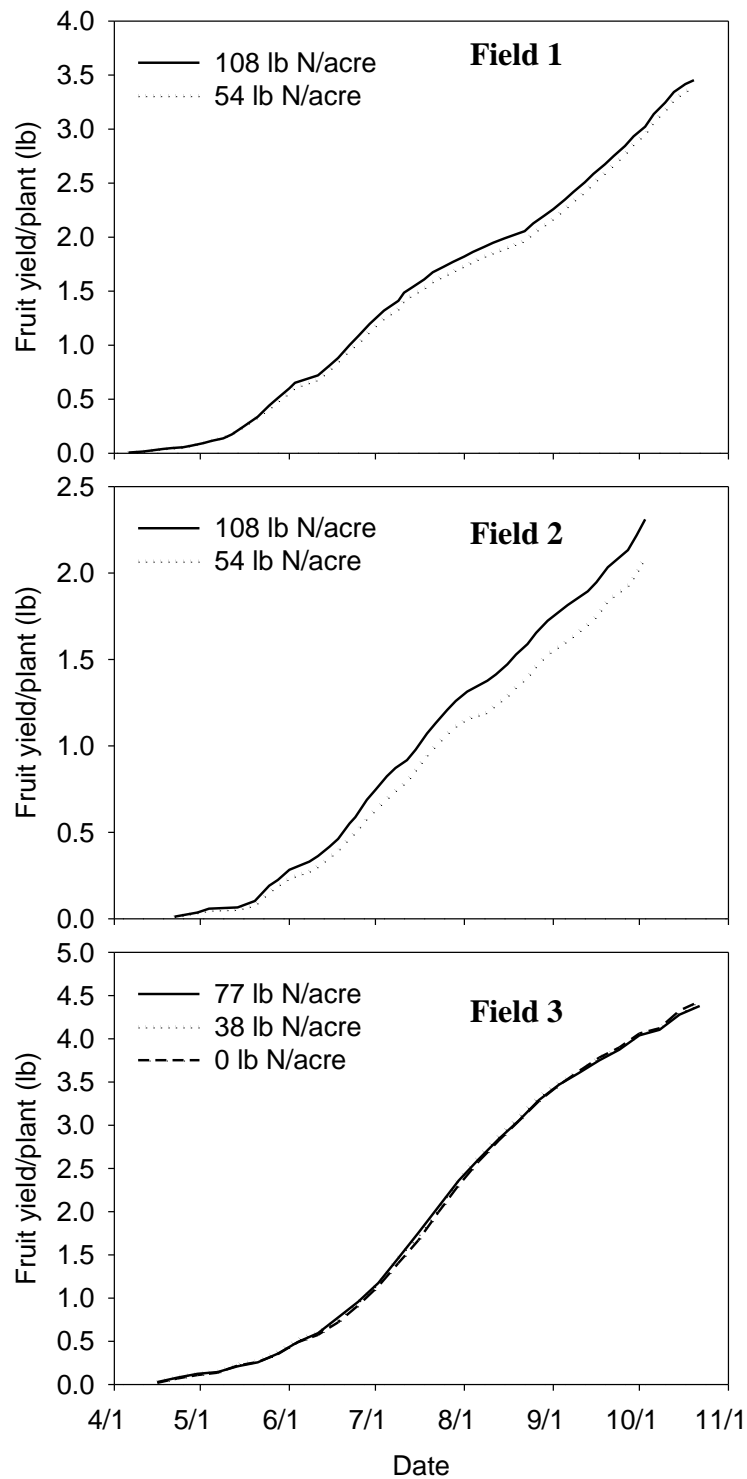 4.0
Field 1
108 lb N/acre
54 lb N/acre
3.5
3.0
2.5
2.0
1.5
1.0
0.5
0.0
Fruit yield/plant (lb)
2.5
Field 2
108 lb N/acre
54 lb N/acre
2.0
1.5
1.0
0.5
0.0
Fruit yield/plant (lb)
5.0
Field 3
77 lb N/acre
38 lb N/acre
0 lb N/acre
4.5
4.0
3.5
3.0
2.5
2.0
1.5
1.0
0.5
0.0
Fruit yield/plant (lb)
4/1 5/1 6/1 7/1 8/1 9/1 10/1 11/1
Date